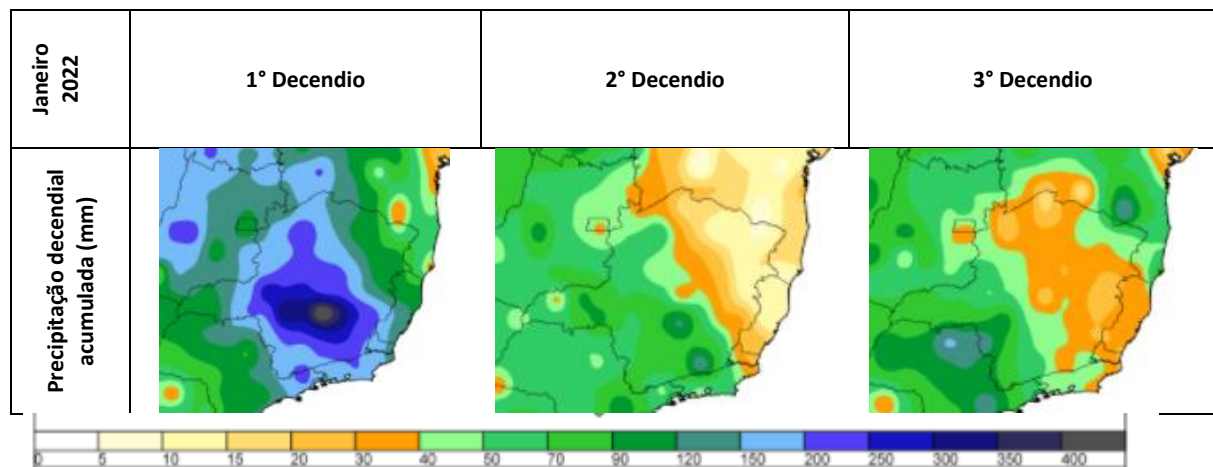 Janeiro
2022
1° Decendio
2° Decendio
3° Decendio
Precipitação decendial
acumulada (mm)
0 5 10 15 20 30 40 50 70 90 120 150 200 250 300 350 400